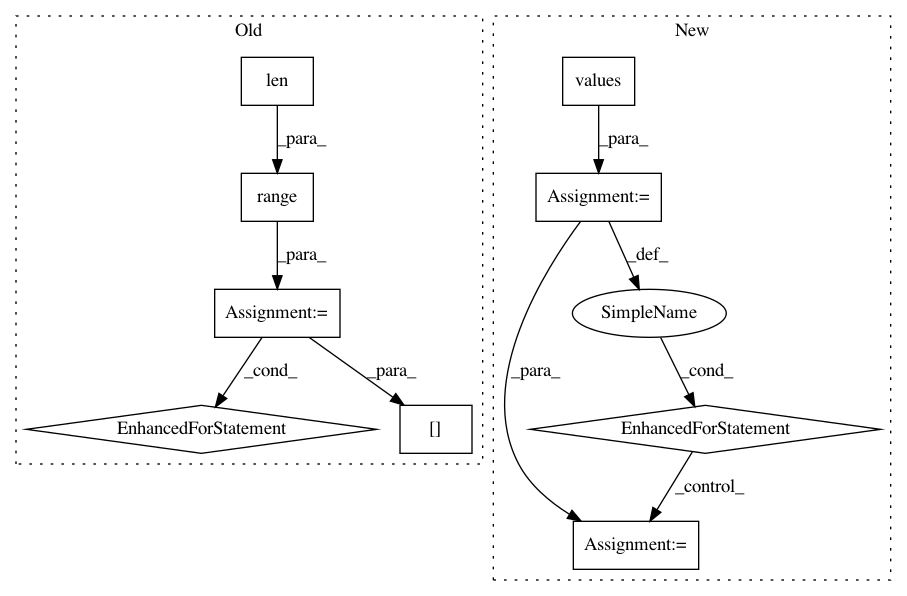 Old
New
len
values
_para_
_para_
range
Assignment:=
_para_
_def_
Assignment:=
SimpleName
_cond_
_para_
_para_
_cond_
EnhancedForStatement
[]
EnhancedForStatement
_control_
Assignment:=